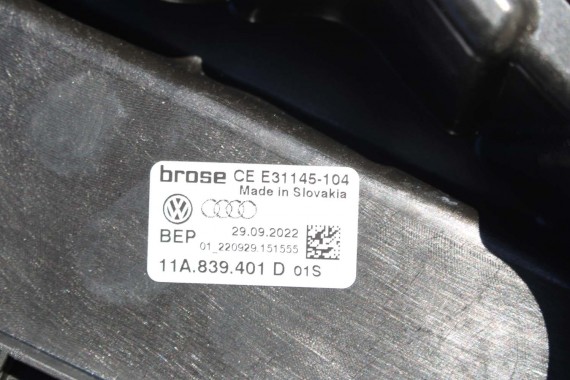 brose CE E31145-104
Made in Slovakia
BEP 29.09.2022
01_220929.151555
11A.839.401 D 01S